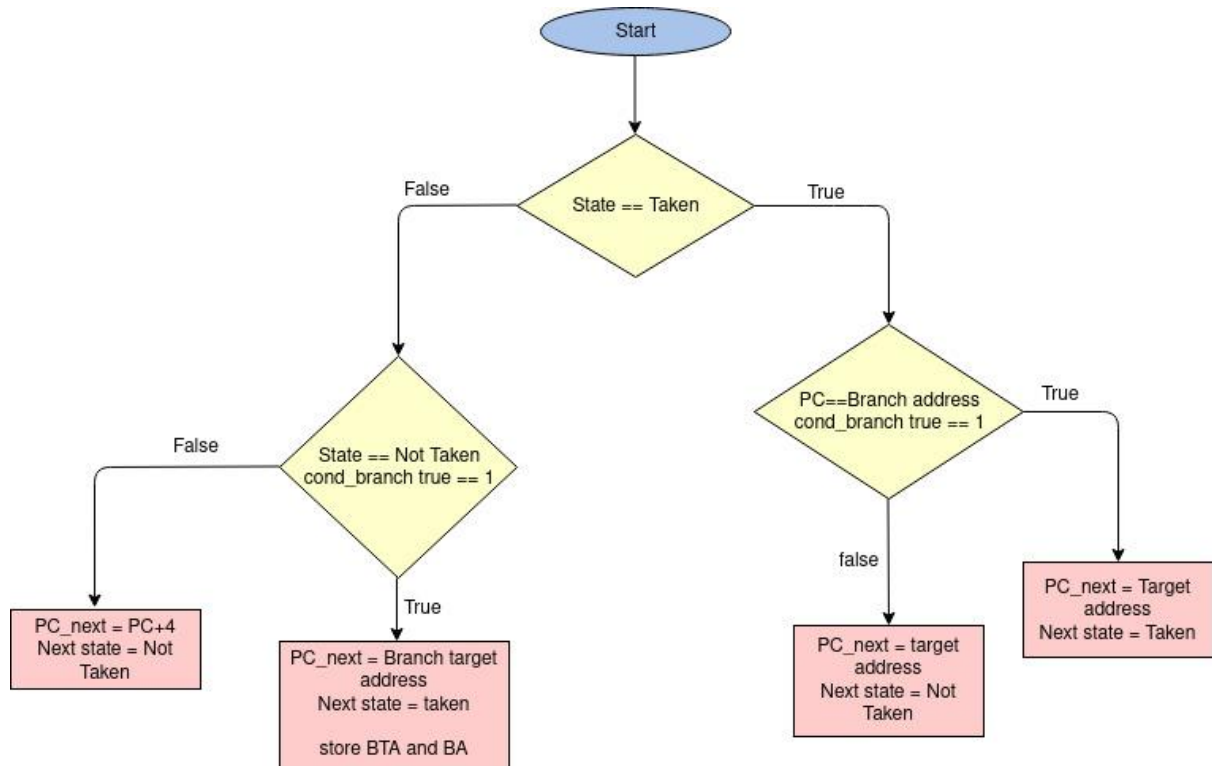 Start
State == Taken
False
True
PC==Branch address
cond_branch true == 1
True
false
State == Not Taken
cond_branch true == 1
False
True
PC_next = PC+4
Next state = Not
Taken
PC_next = Branch target
address
Next state = taken
store BTA and BA
PC_next = target
address
Next state = Not
Taken
PC_next = Target
address
Next state = Taken